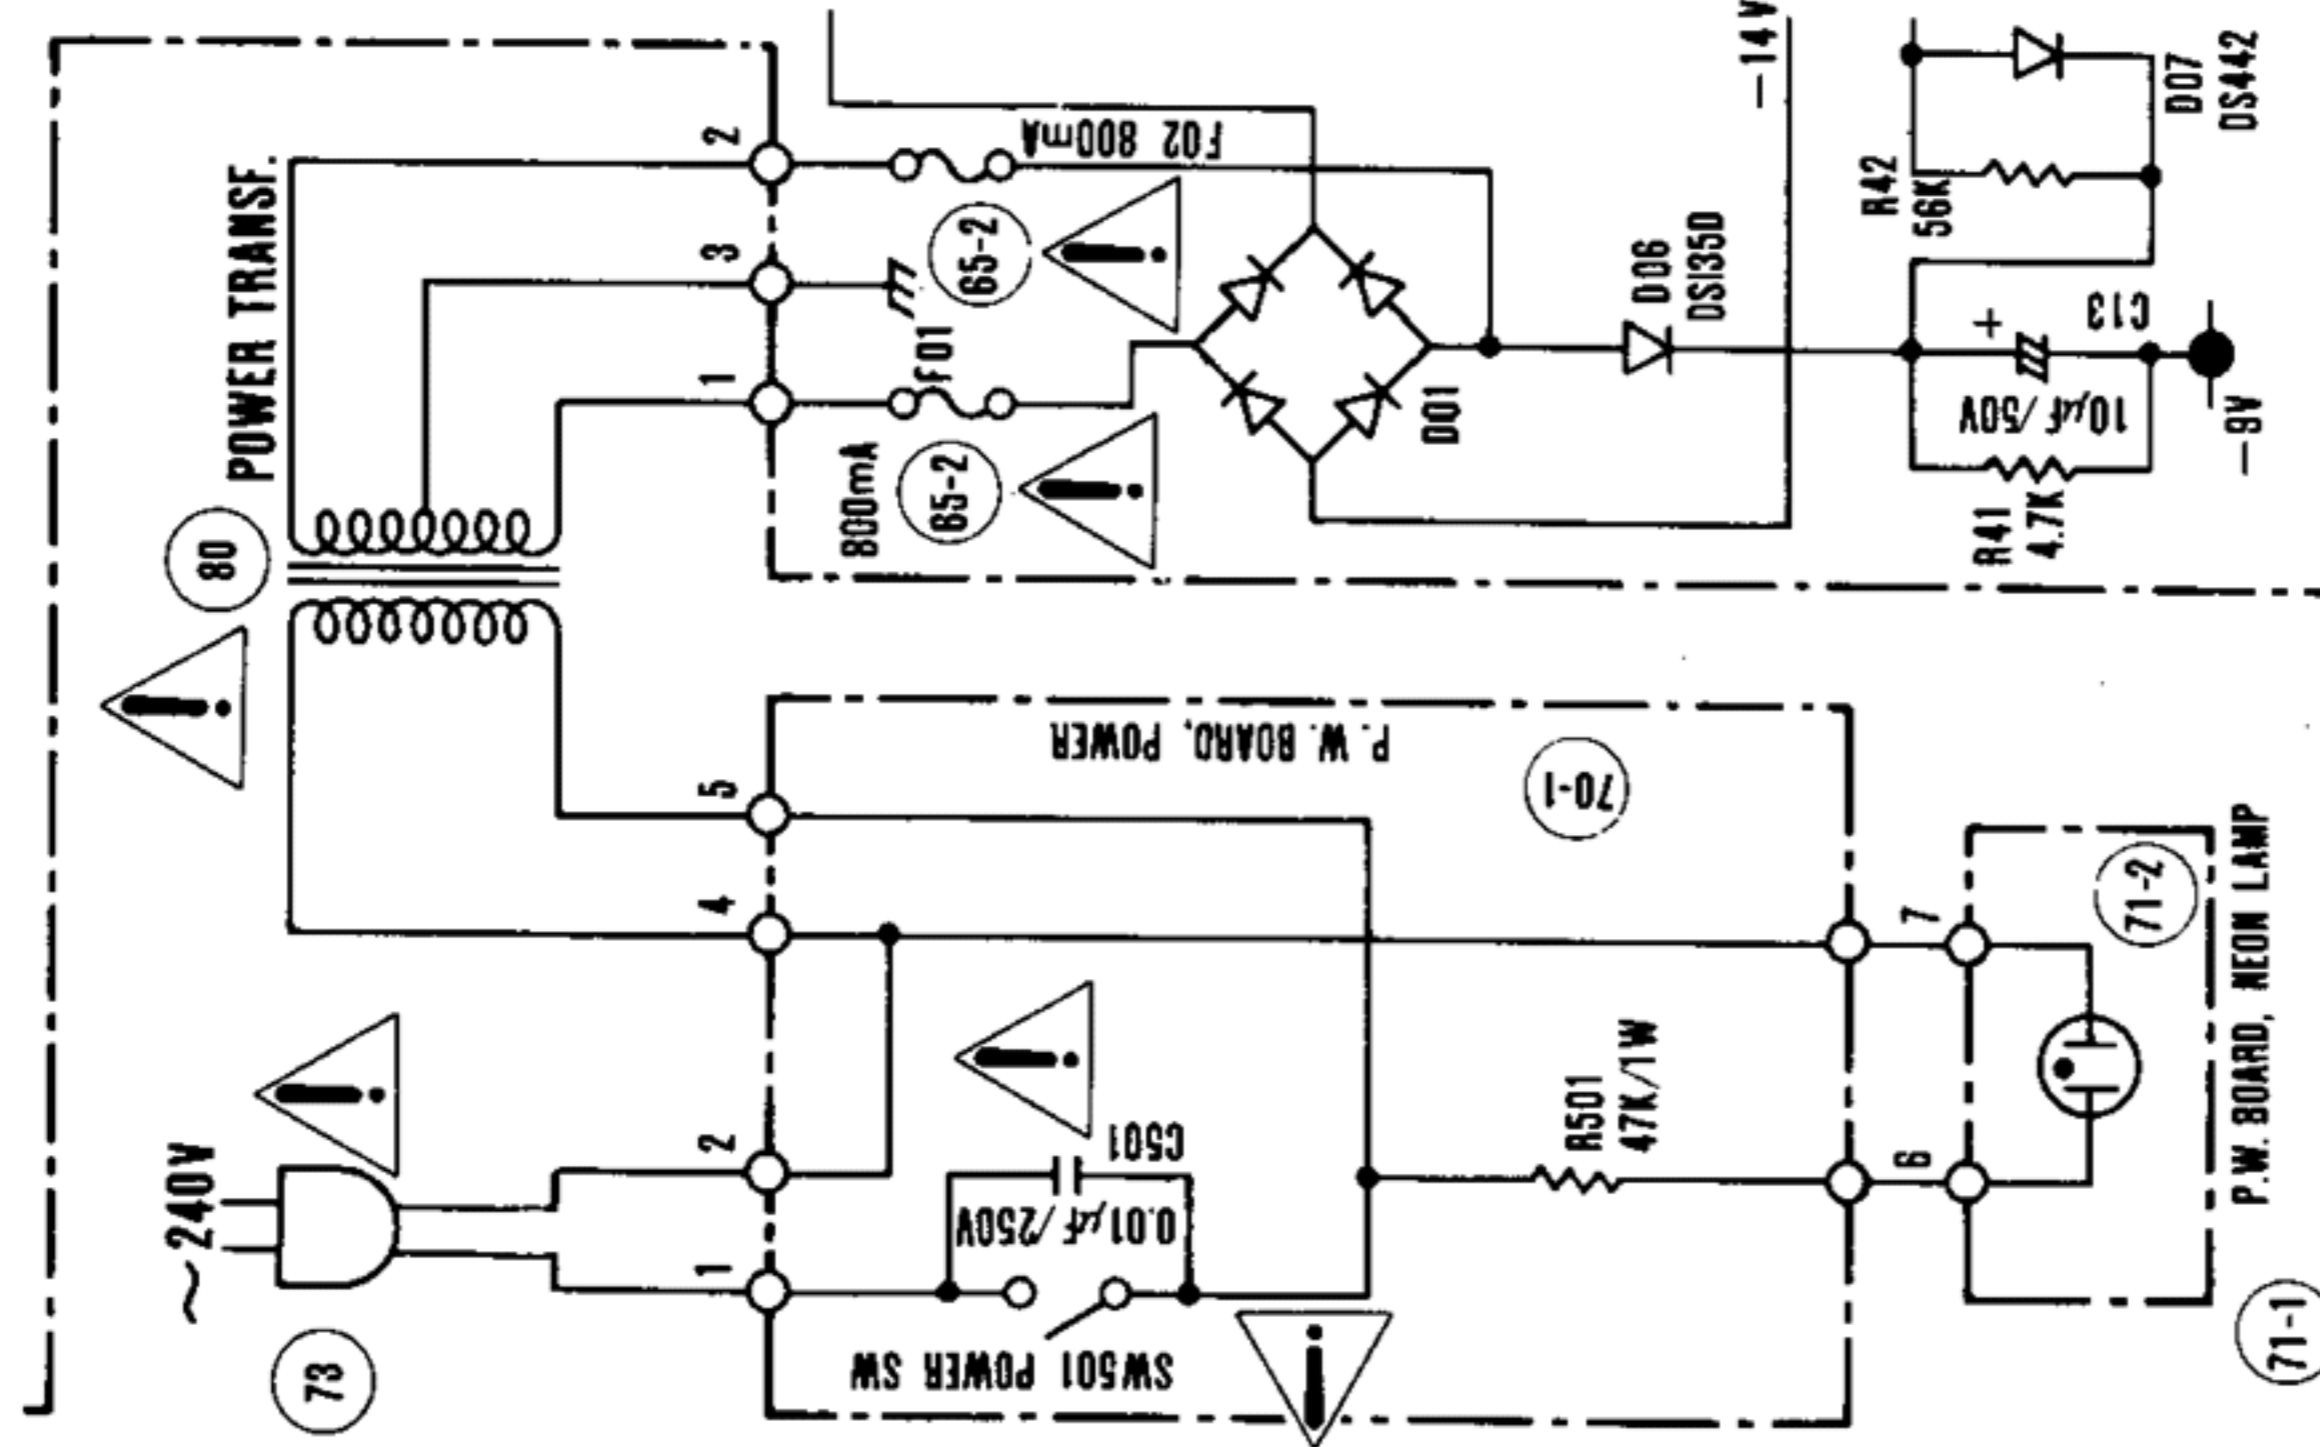 80
POWER TRANSF.
2
3
1
F02 800mA
65-2
F01
800mA
65-2
D01
D06
DS135D
−14V
R42
56K
D07
DS442
+
C13
10μF/50V
R41
4.7K
−9V
5
4
2
1
P.W.BOARD, POWER
70-1
~240V
73
C501
0.01μF/250V
SW501 POWER SW
R501
47K/1W
7
6
71-2
P.W.BOARD, NEON LAMP
71-1